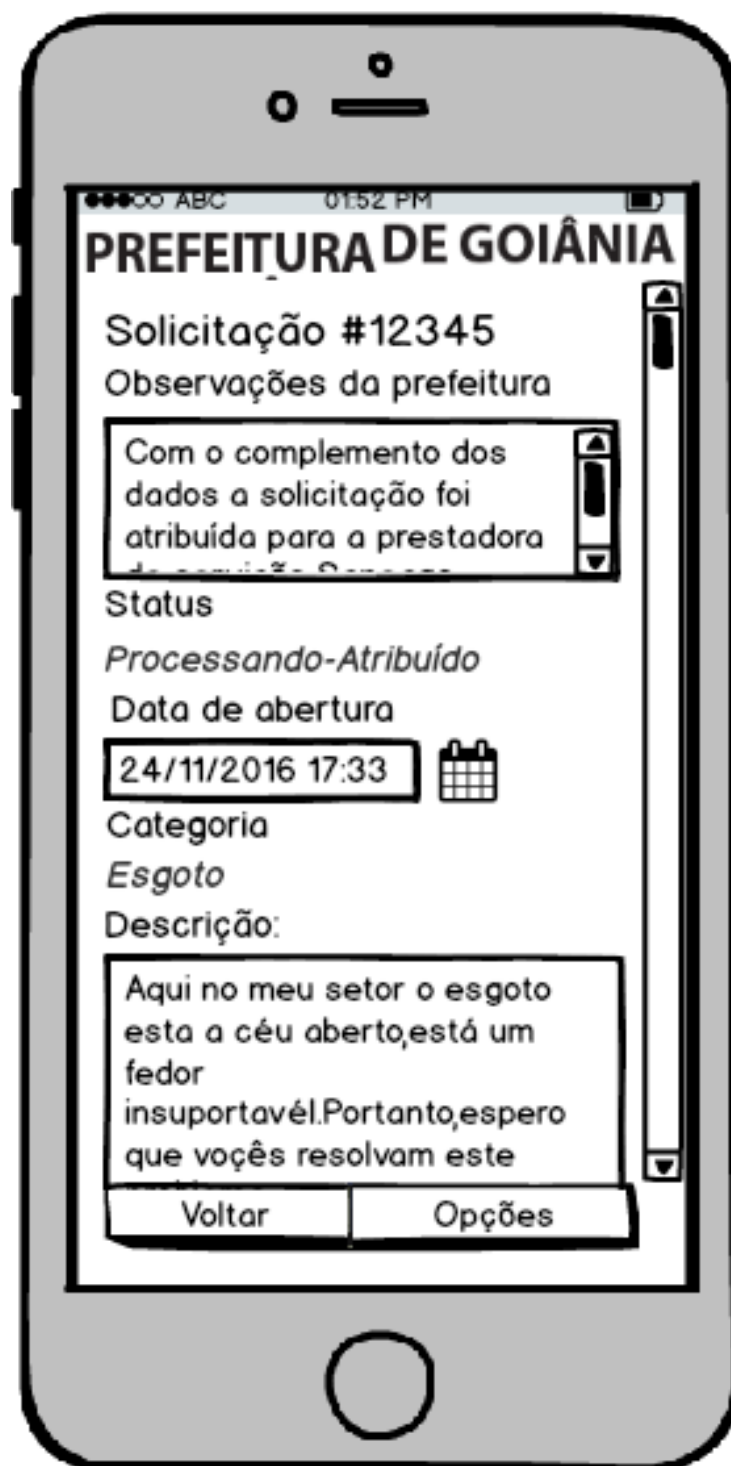 ABC 01:52 PM
PREFEITURA DE GOIÂNIA
Solicitação #12345
Observações da prefeitura
Com o complemento dos
dados a solicitação foi
atribuída para a prestadora
Status
Processando-Atribuído
Data de abertura
24/11/2016 17:33
Categoria
Esgoto
Descrição:
Aqui no meu setor o esgoto
esta a céu aberto,está um
fedor
insuportavél.Portanto,espero
que voçês resolvam este
Voltar Opções